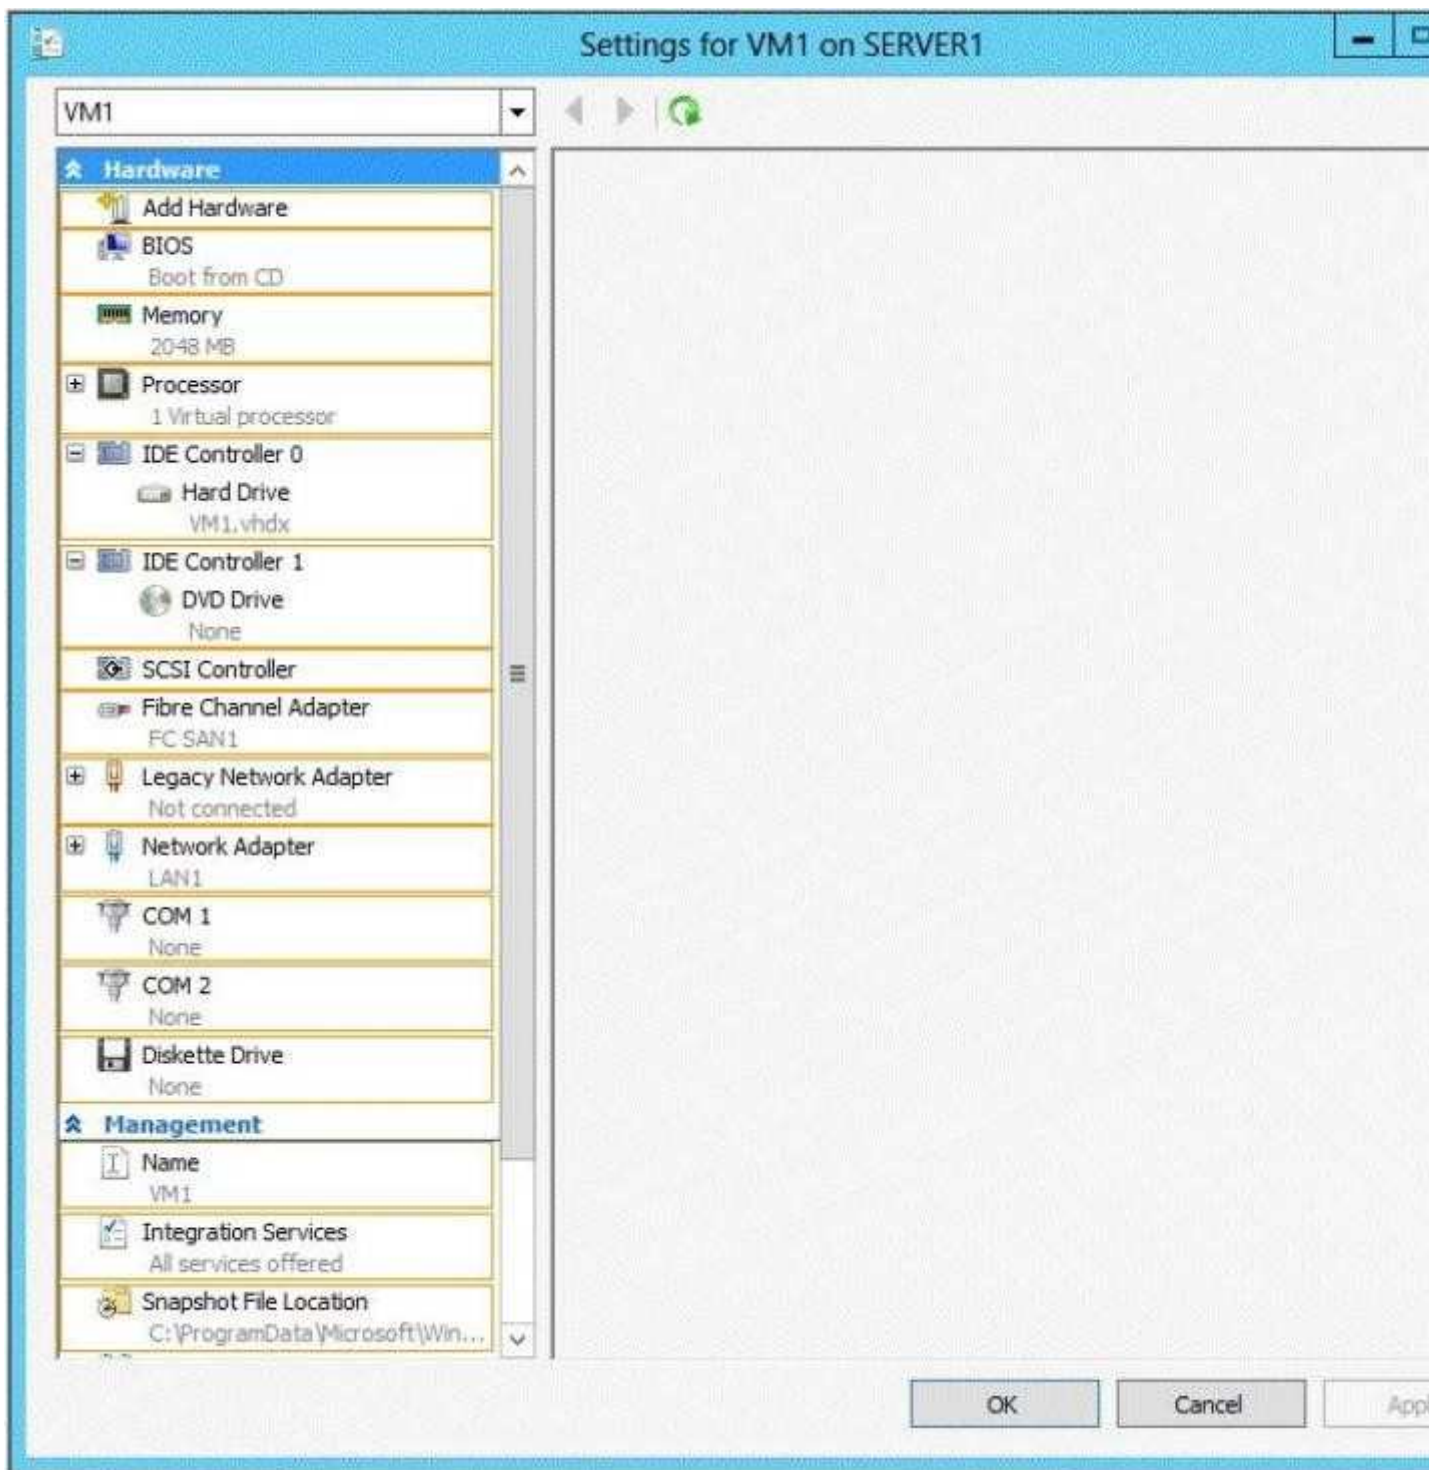 Settings for VM1 on SERVER1
VM1
Hardware
Add Hardware
BIOS
Boot from CD
Memory
2048 MB
Processor
1 Virtual processor
IDE Controller 0
Hard Drive
VM1.vhdx
IDE Controller 1
DVD Drive
None
SCSI Controller
Fibre Channel Adapter
FC SAN1
Legacy Network Adapter
Not connected
Network Adapter
LAN1
COM 1
None
COM 2
None
Diskette Drive
None
Management
Name
VM1
Integration Services
All services offered
Snapshot File Location
C:\ProgramData\Microsoft\Win...
OK
Cancel
Appl